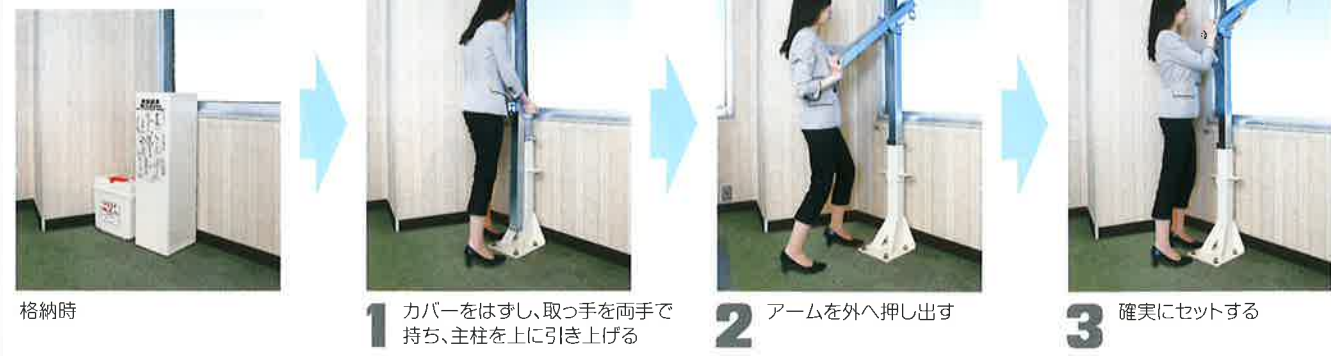 格納時
1 カバーをはずし、取っ手を両手で
持ち、主柱を上に引き上げる
2 アームを外へ押し出す
3 確実にセットする